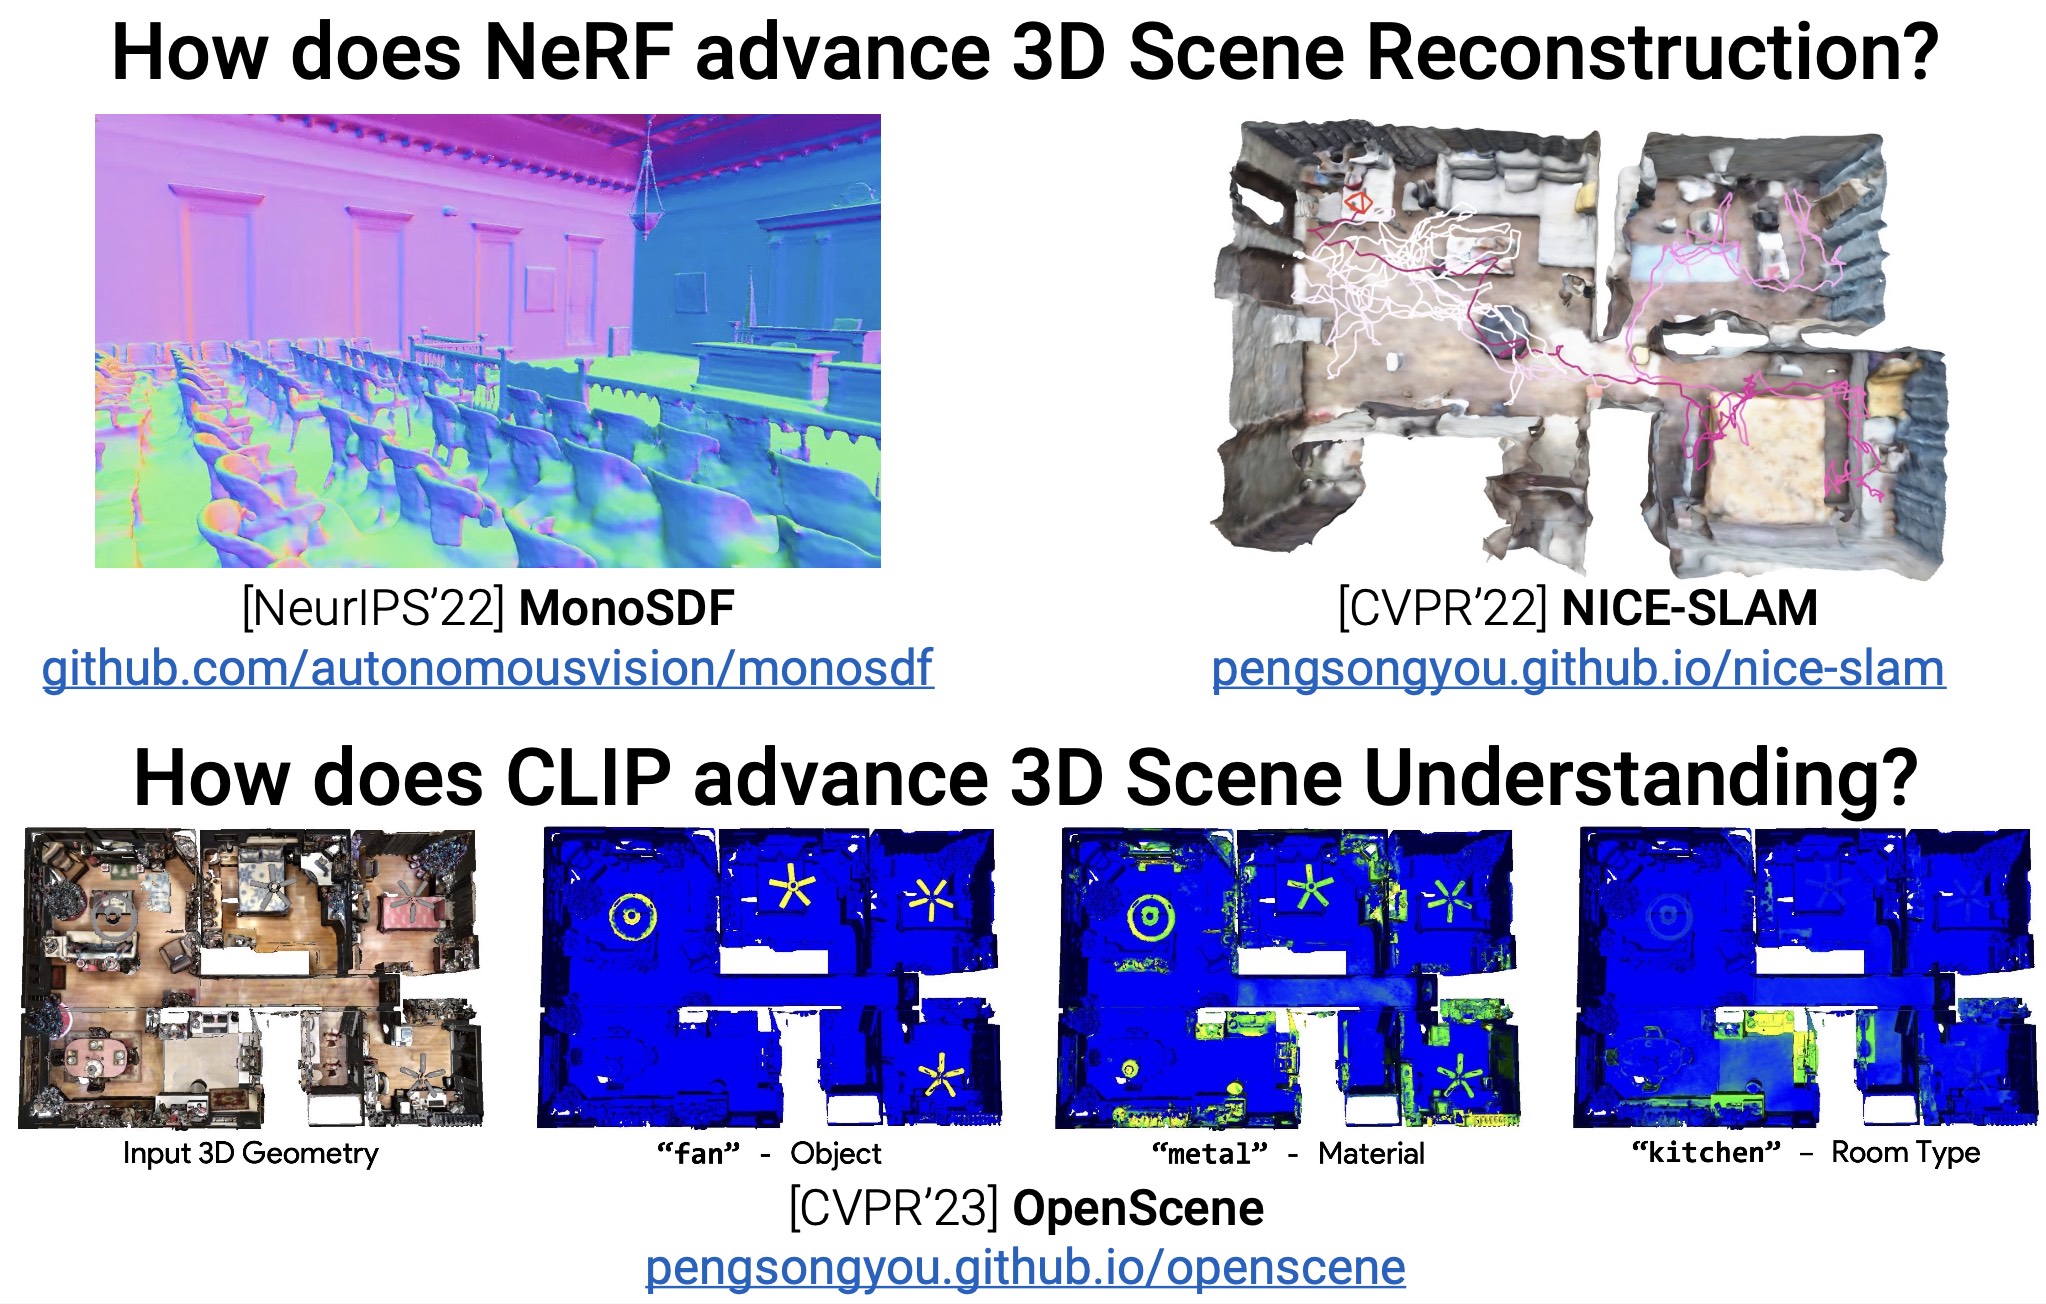 How does NeRF advance 3D Scene Reconstruction?
[NeurIPS’22] MonoSDF
github.com/autonomousvision/monosdf
[CVPR’22] NICE-SLAM
pengsongyou.github.io/nice-slam
How does CLIP advance 3D Scene Understanding?
Input 3D Geometry
“fan” - Object
“metal” - Material
“kitchen” – Room Type
[CVPR’23] OpenScene
pengsongyou.github.io/openscene